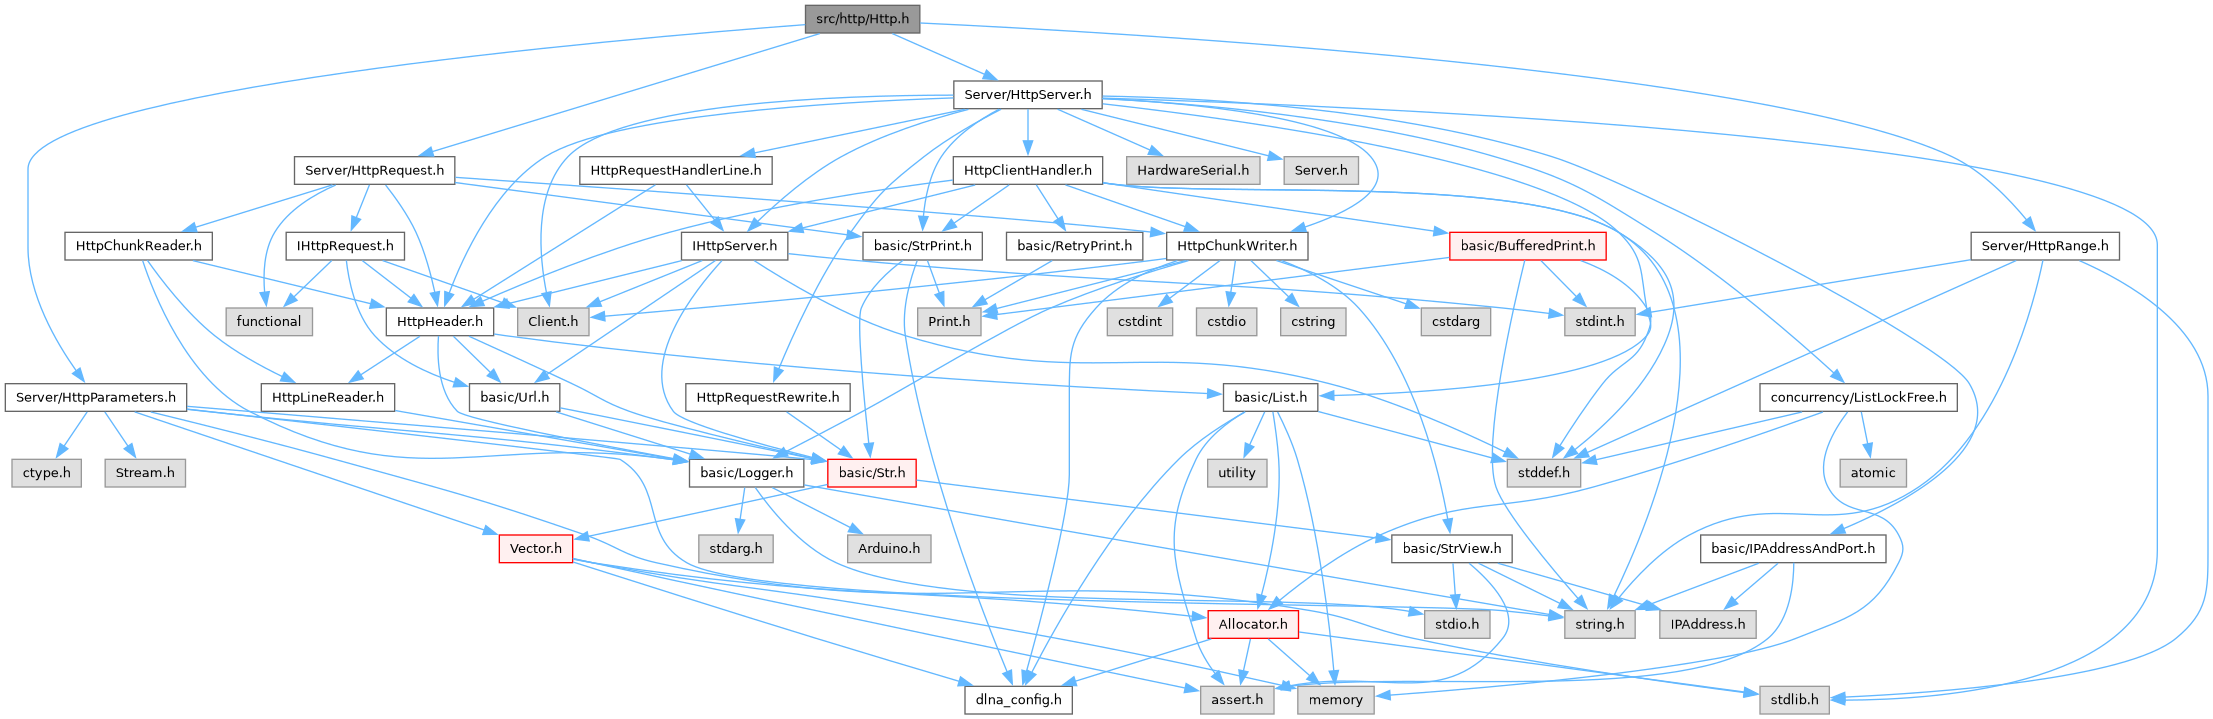 src/http/Http.h
Server/HttpServer.h
Server/HttpRequest.h
HttpRequestHandlerLine.h
HttpClientHandler.h
HardwareSerial.h
Server.h
HttpChunkReader.h
IHttpRequest.h
IHttpServer.h
basic/StrPrint.h
basic/RetryPrint.h
HttpChunkWriter.h
basic/BufferedPrint.h
Server/HttpRange.h
functional
HttpHeader.h
Client.h
Print.h
cstdint
cstdio
cstring
cstdarg
stdint.h
Server/HttpParameters.h
HttpLineReader.h
basic/Url.h
HttpRequestRewrite.h
basic/List.h
concurrency/ListLockFree.h
ctype.h
Stream.h
basic/Logger.h
basic/Str.h
utility
stddef.h
atomic
Vector.h
stdarg.h
Arduino.h
basic/StrView.h
basic/IPAddressAndPort.h
Allocator.h
stdio.h
string.h
IPAddress.h
dlna_config.h
assert.h
memory
stdlib.h